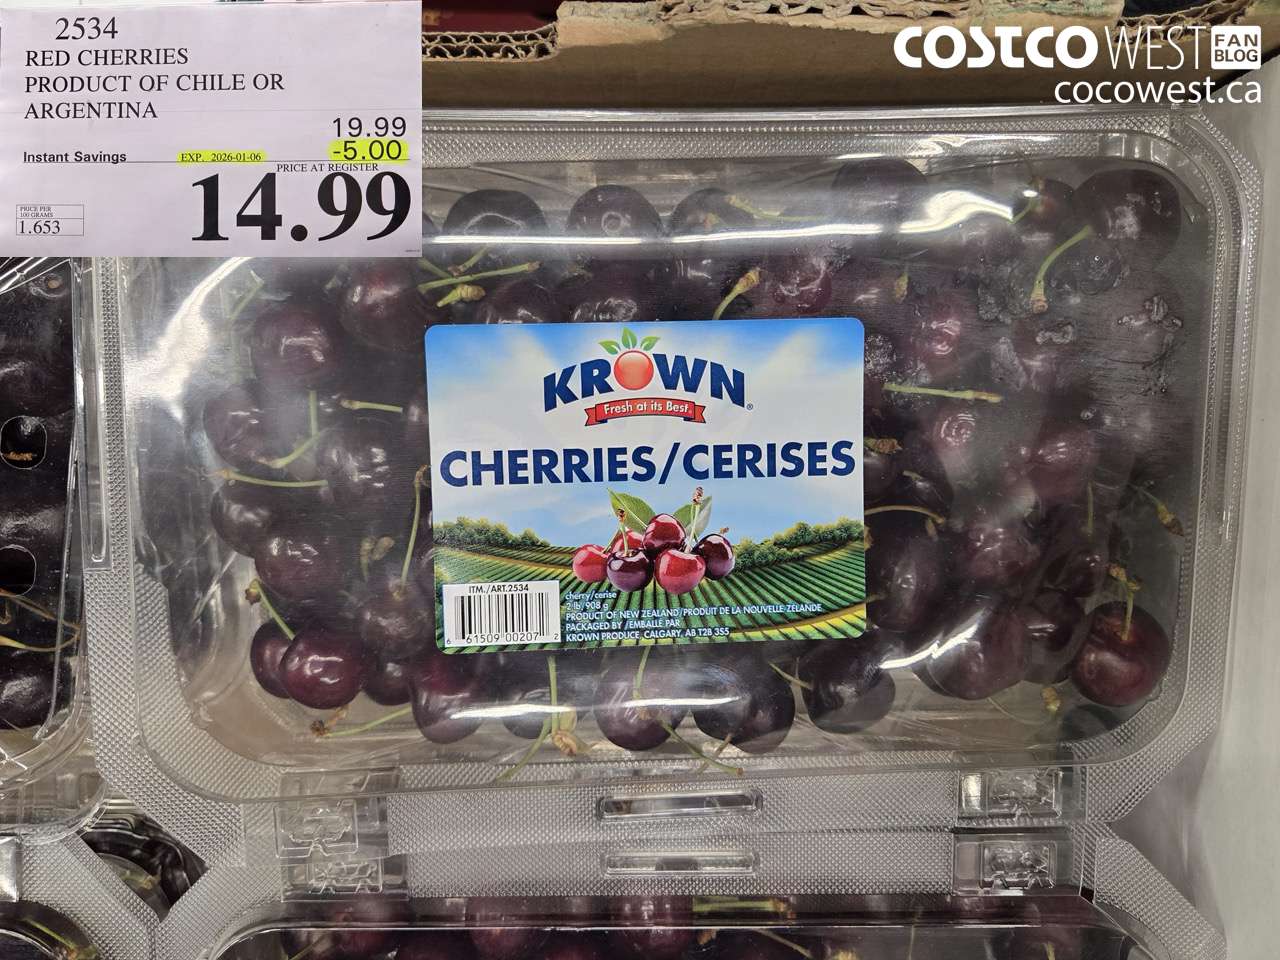 2534
RED CHERRIES
PRODUCT OF CHILE OR
ARGENTINA
19.99
Instant Savings EXP. 2026-01-06 -5.00
PRICE AT REGISTER
14.99
PRICE PER
100 GRAMS
1.653
COSTCO WEST FAN BLOG
cocowest.ca
KROWN®
Fresh at its Best.
CHERRIES/CERISES
ITM./ART.2534
6 61509 00207 2
cherry/cerise
2 lb/908 g
PRODUCT OF NEW ZEALAND/PRODUIT DE LA NOUVELLE-ZÉLANDE
PACKAGED BY /EMBALLÉ PAR
KROWN PRODUCE, CALGARY, AB T2B 3S5